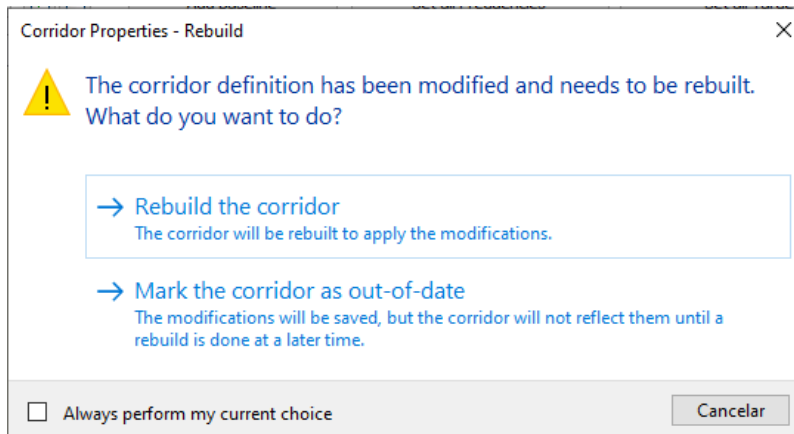 Corridor Properties - Rebuild
The corridor definition has been modified and needs to be rebuilt.
What do you want to do?
Rebuild the corridor
The corridor will be rebuilt to apply the modifications.
Mark the corridor as out-of-date
The modifications will be saved, but the corridor will not reflect them until a
rebuild is done at a later time.
Always perform my current choice
Cancelar